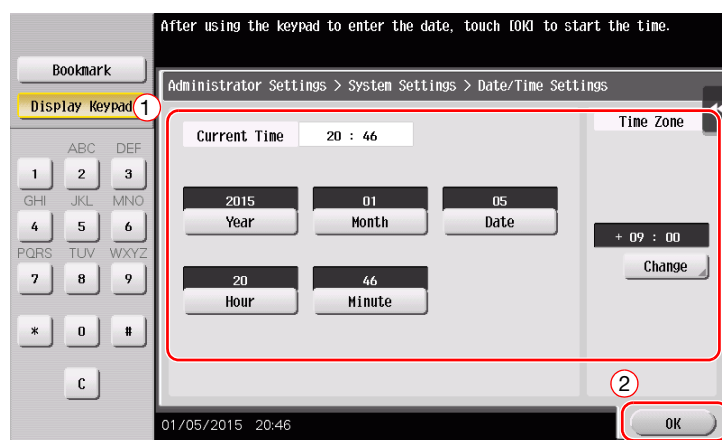 After using the keypad to enter the date, touch [OK] to start the time.
Bookmark
Display Keypad
1
Administrator Settings > System Settings > Date/Time Settings
Current Time 20 : 46
Time Zone
2015 01 05
Year Month Date
+ 09 : 00
Change
20 46
Hour Minute
ABC DEF
1 2 3
GHI JKL MNO
4 5 6
PQRS TUV WXYZ
7 8 9
* 0 #
C
2
01/05/2015 20:46
OK